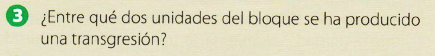 3 ¿Entre qué dos unidades del bloque se ha producido
una transgresión?